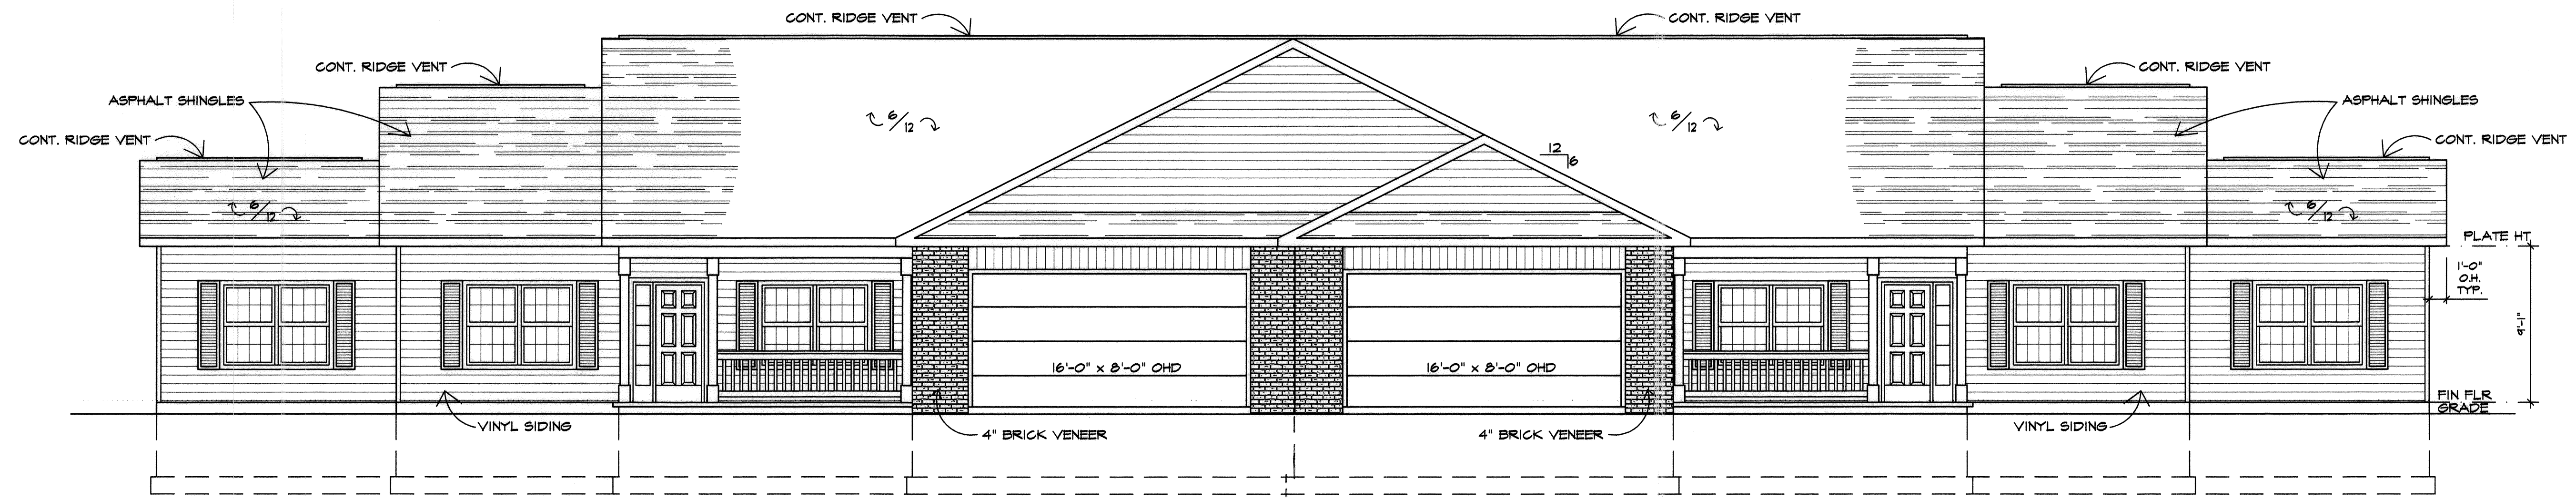 CONT. RIDGE VENT
CONT. RIDGE VENT
CONT. RIDGE VENT
CONT. RIDGE VENT
ASPHALT SHINGLES
ASPHALT SHINGLES
6/12
6/12
CONT. RIDGE VENT
CONT. RIDGE VENT
12
6
6/12
6/12
PLATE HT.
1'-0"
O.H.
TYP.
9'-1"
16'-0" x 8'-0" OHD
16'-0" x 8'-0" OHD
FIN FLR
GRADE
VINYL SIDING
4" BRICK VENEER
4" BRICK VENEER
VINYL SIDING